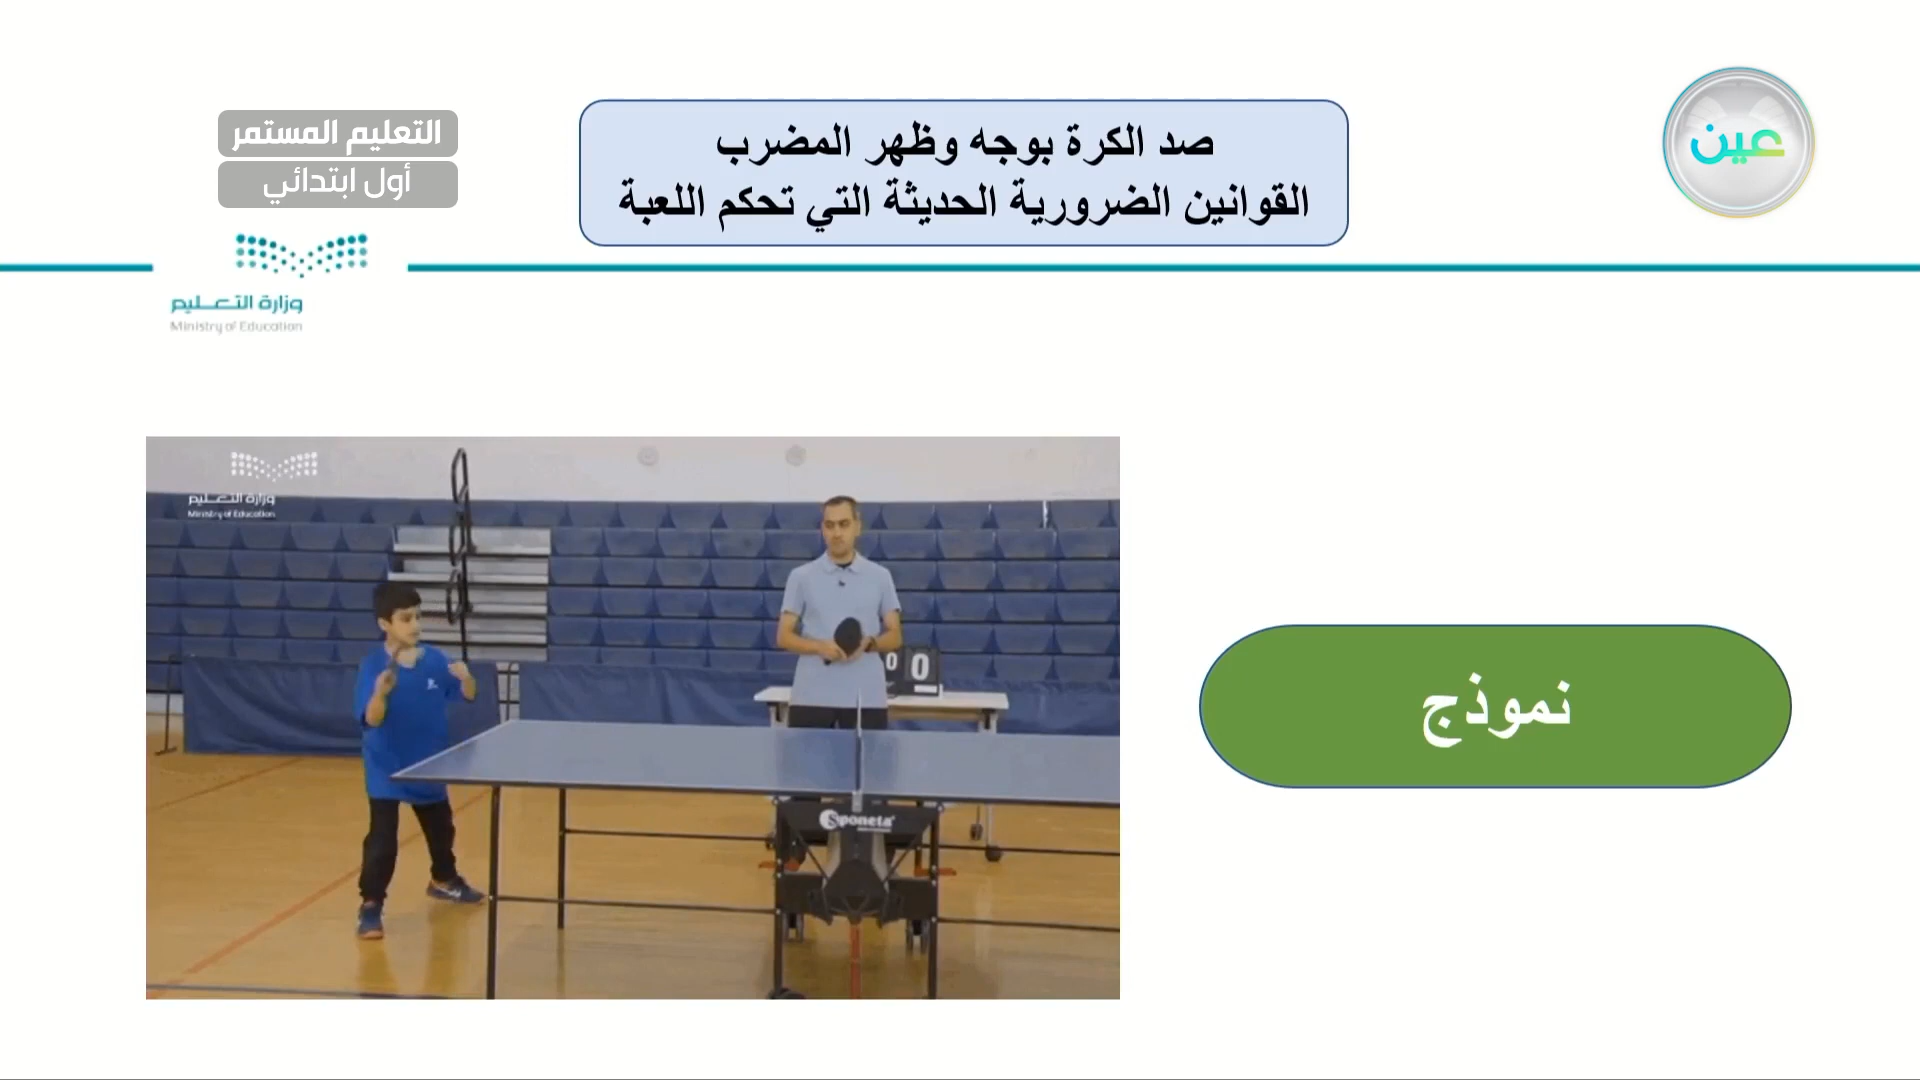 عين
صد الكرة بوجه وظهر المضرب
القوانين الضرورية الحديثة التي تحكم اللعبة
التعليم المستمر
أول ابتدائي
وزارة التعليم
Ministry of Education
وزارة التعليم
Ministry of Education
0 0
Sponeta
نموذج